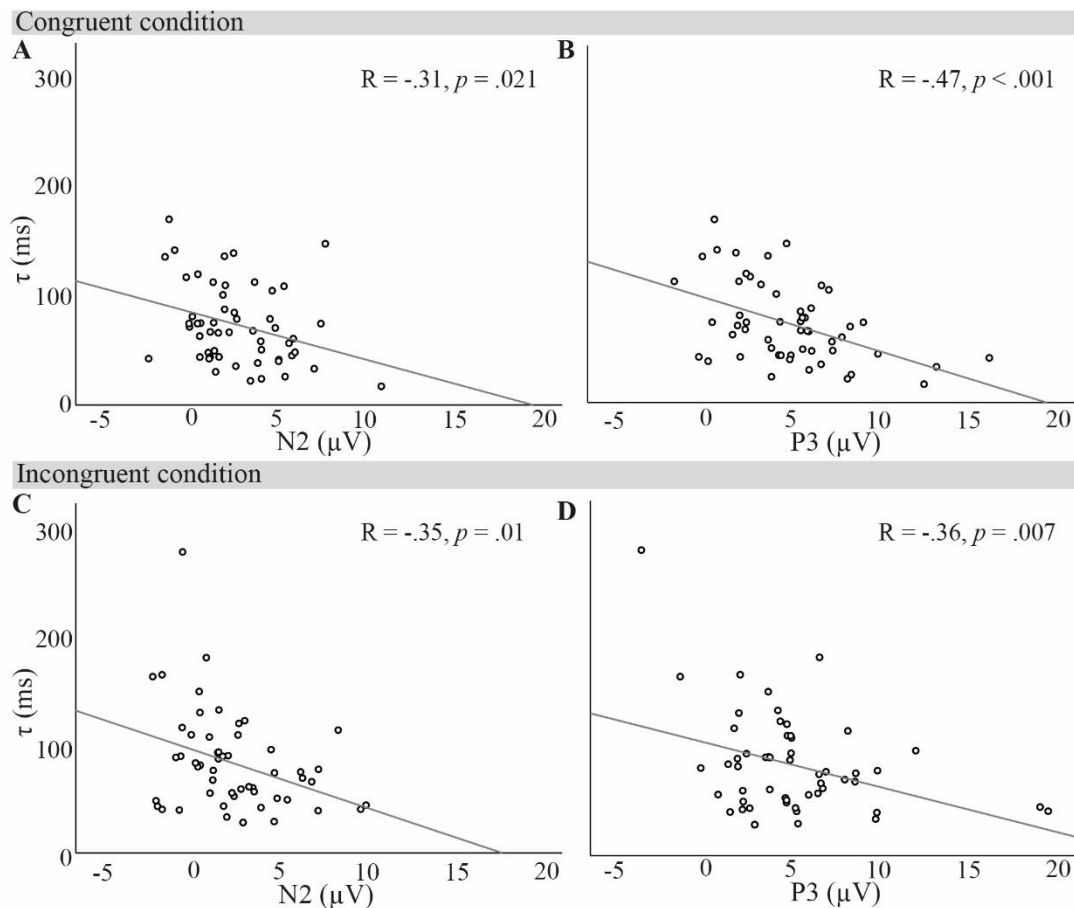 Congruent condition
A
R = -.31, p = .021
300
200
100
0
τ (ms)
-5 0 5 10 15 20
N2 (µV)
B
R = -.47, p < .001
-5 0 5 10 15 20
P3 (µV)
Incongruent condition
C
R = -.35, p = .01
300
200
100
0
τ (ms)
-5 0 5 10 15 20
N2 (µV)
D
R = -.36, p = .007
-5 0 5 10 15 20
P3 (µV)